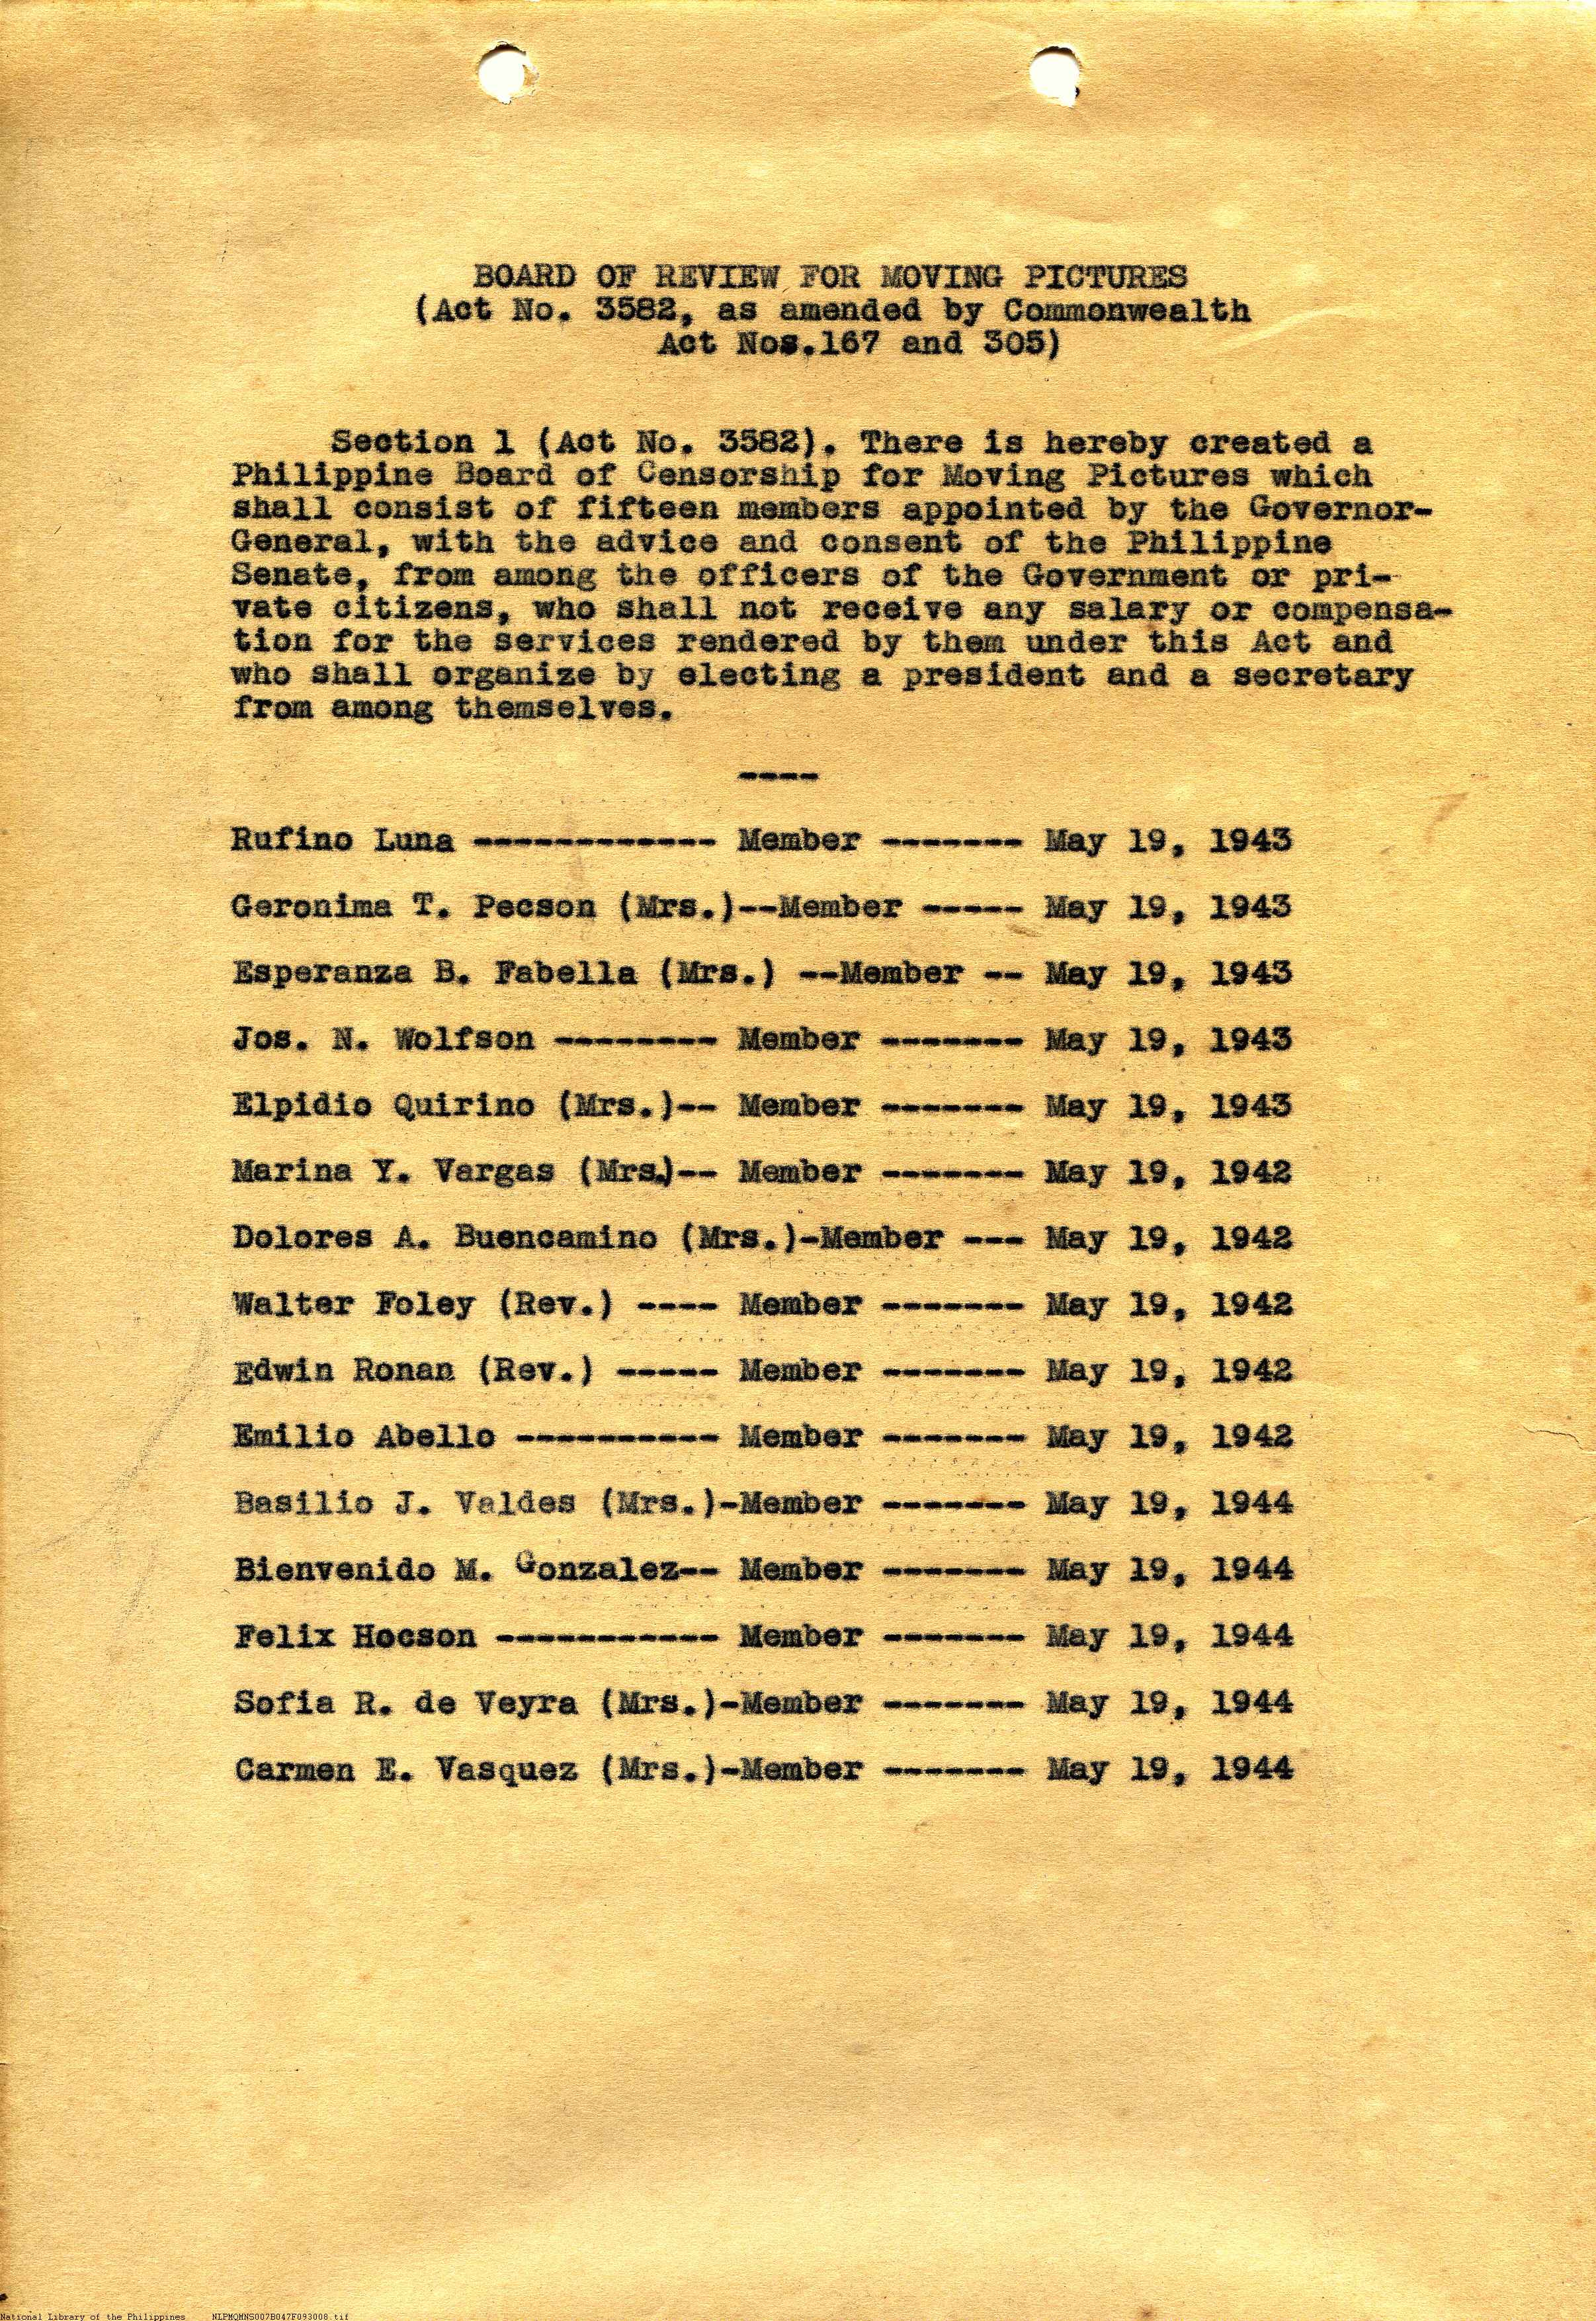 BOARD OF REVIEW FOR MOVING PICTURES
(Act No. 3582, as amended by Commonwealth
Act Nos.167 and 305)
Section 1 (Act No. 3582). There is hereby created a
Philippine Board of Censorship for Moving Pictures which
shall consist of fifteen members appointed by the Governor-
General, with the advice and consent of the Philippine
Senate, from among the officers of the Government or pri-
vate citizens, who shall not receive any salary or compensa-
tion for the services rendered by them under this Act and
who shall organize by electing a president and a secretary
from among themselves.
----
Rufino Luna ------------ Member ------- May 19, 1943
Geronima T. Pecson (Mrs.)--Member ----- May 19, 1943
Esperanza B. Fabella (Mrs.) --Member -- May 19, 1943
Jos. N. Wolfson -------- Member ------- May 19, 1943
Elpidio Quirino (Mrs.)-- Member ------- May 19, 1943
Marina Y. Vargas (Mrs.)-- Member ------- May 19, 1942
Dolores A. Buencamino (Mrs.)-Member --- May 19, 1942
Walter Foley (Rev.) ---- Member ------- May 19, 1942
Edwin Ronan (Rev.) ----- Member ------- May 19, 1942
Emilio Abello ---------- Member ------- May 19, 1942
Basilio J. Valdes (Mrs.)-Member ------- May 19, 1944
Bienvenido M. Gonzalez-- Member ------- May 19, 1944
Felix Hocson ----------- Member ------- May 19, 1944
Sofia R. de Veyra (Mrs.)-Member ------- May 19, 1944
Carmen E. Vasquez (Mrs.)-Member ------- May 19, 1944
National Library of the Philippines NLPMQMNS007B047F093008.tif